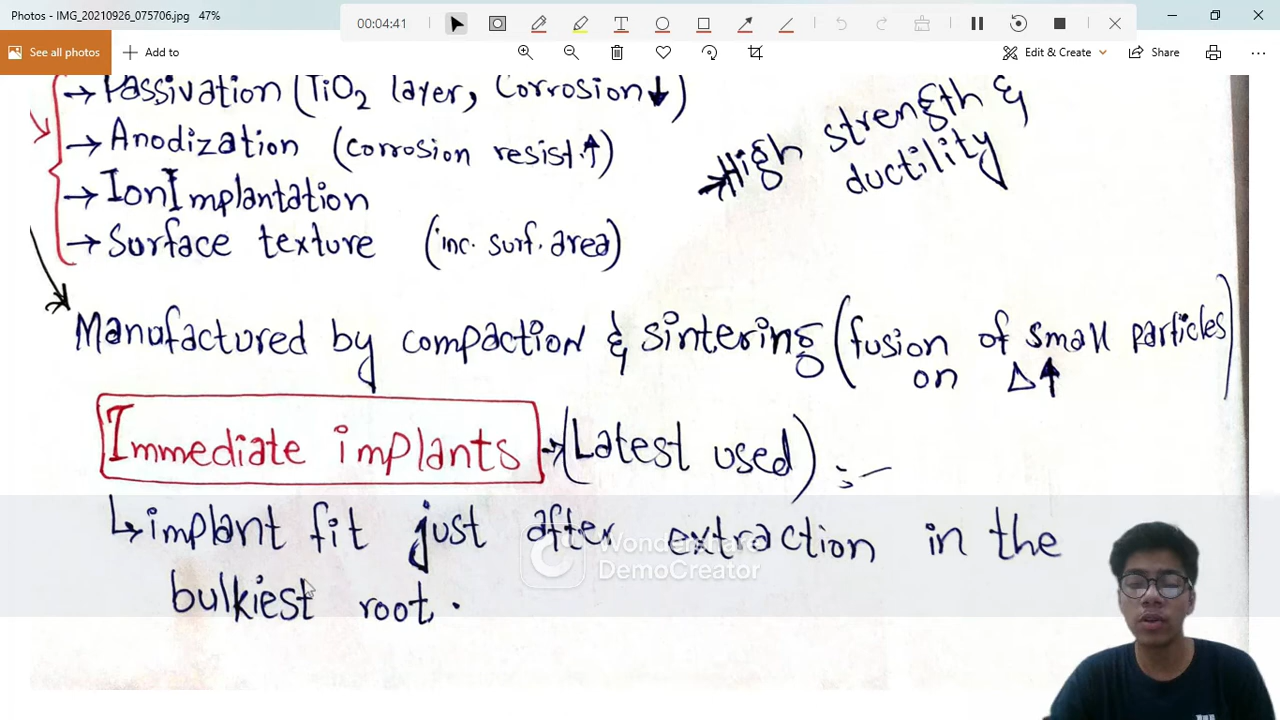 Photos - IMG_20210926_075706.jpg 47%
00:04:41
See all photos
Add to
Edit & Create
Share
→ Passivation (TiO2 layer, Corrosion↓)
→ Anodization (corrosion resist.↑)
→ Ion Implantation
→ Surface texture (inc. surf. area)
High strength &
ductility
Manufactured by compaction & sintering (fusion of small particles
on Δ↑)
Immediate implants → (Latest used) :-
↳ implant fit just after extraction in the
bulkiest root.
Wondershare
DemoCreator